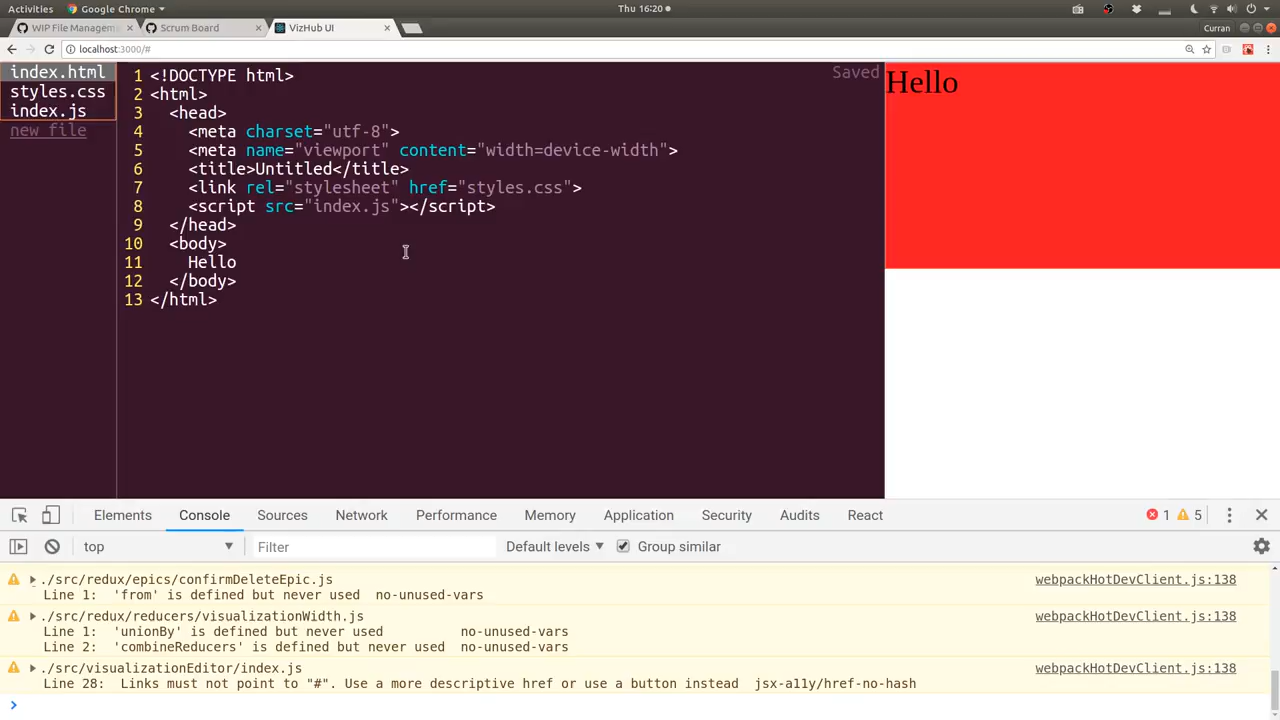 Activities Google Chrome Thu 16:20
WIP File Managem Scrum Board VizHub UI Curran
localhost:3000/#
index.html
styles.css
index.js
new file
1 <!DOCTYPE html>
2 <html>
3 <head>
4 <meta charset="utf-8">
5 <meta name="viewport" content="width=device-width">
6 <title>Untitled</title>
7 <link rel="stylesheet" href="styles.css">
8 <script src="index.js"></script>
9 </head>
10 <body>
11 Hello
12 </body>
13 </html>
Saved
Hello
Elements Console Sources Network Performance Memory Application Security Audits React 1 5
top Filter Default levels Group similar
./src/redux/epics/confirmDeleteEpic.js webpackHotDevClient.js:138
Line 1: 'from' is defined but never used no-unused-vars
./src/redux/reducers/visualizationWidth.js webpackHotDevClient.js:138
Line 1: 'unionBy' is defined but never used no-unused-vars
Line 2: 'combineReducers' is defined but never used no-unused-vars
./src/visualizationEditor/index.js webpackHotDevClient.js:138
Line 28: Links must not point to "#". Use a more descriptive href or use a button instead jsx-a11y/href-no-hash